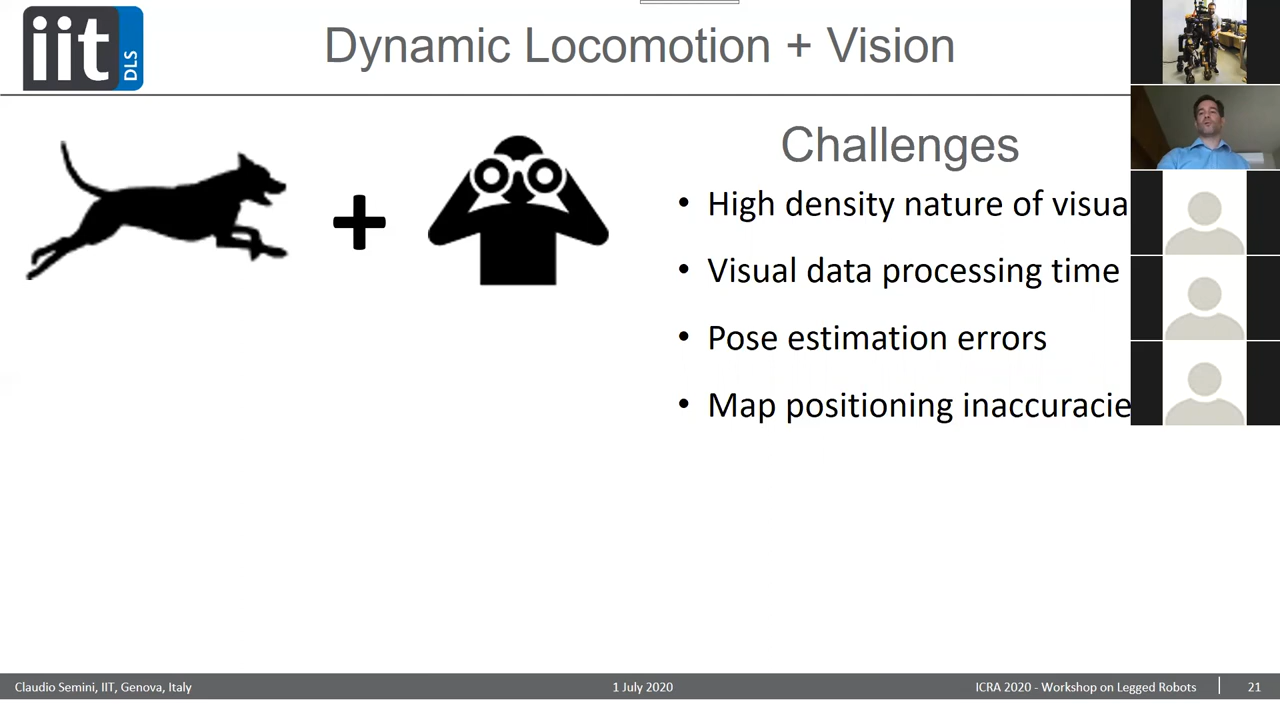 iit
DLS
Dynamic Locomotion + Vision
Challenges
+
• High density nature of visua
• Visual data processing time
• Pose estimation errors
• Map positioning inaccuracie
Claudio Semini, IIT, Genova, Italy
1 July 2020
ICRA 2020 - Workshop on Legged Robots
21